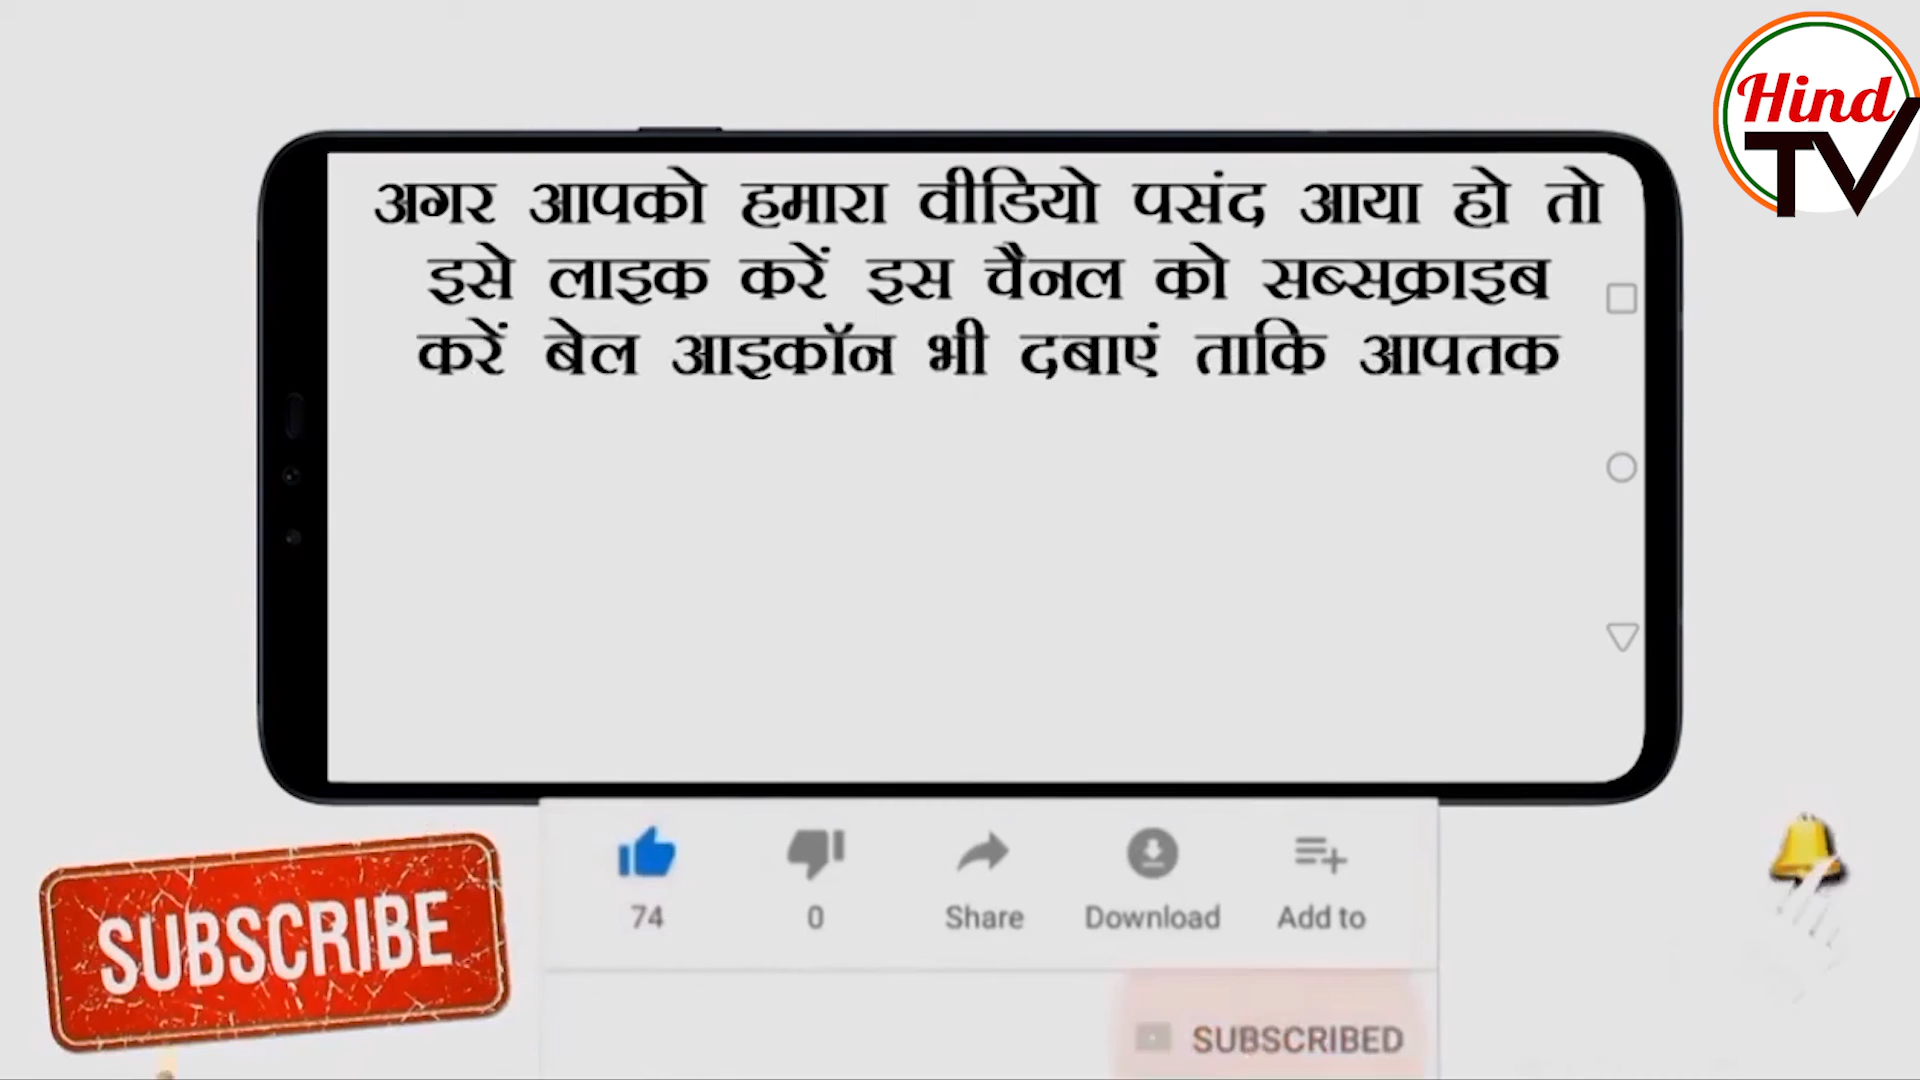 Hind
TV
अगर आपको हमारा वीडियो पसंद आया हो तो
इसे लाइक करें इस चैनल को सब्सक्राइब
करें बेल आइकॉन भी दबाएं ताकि आपतक
74 0 Share Download Add to
SUBSCRIBE
SUBSCRIBED